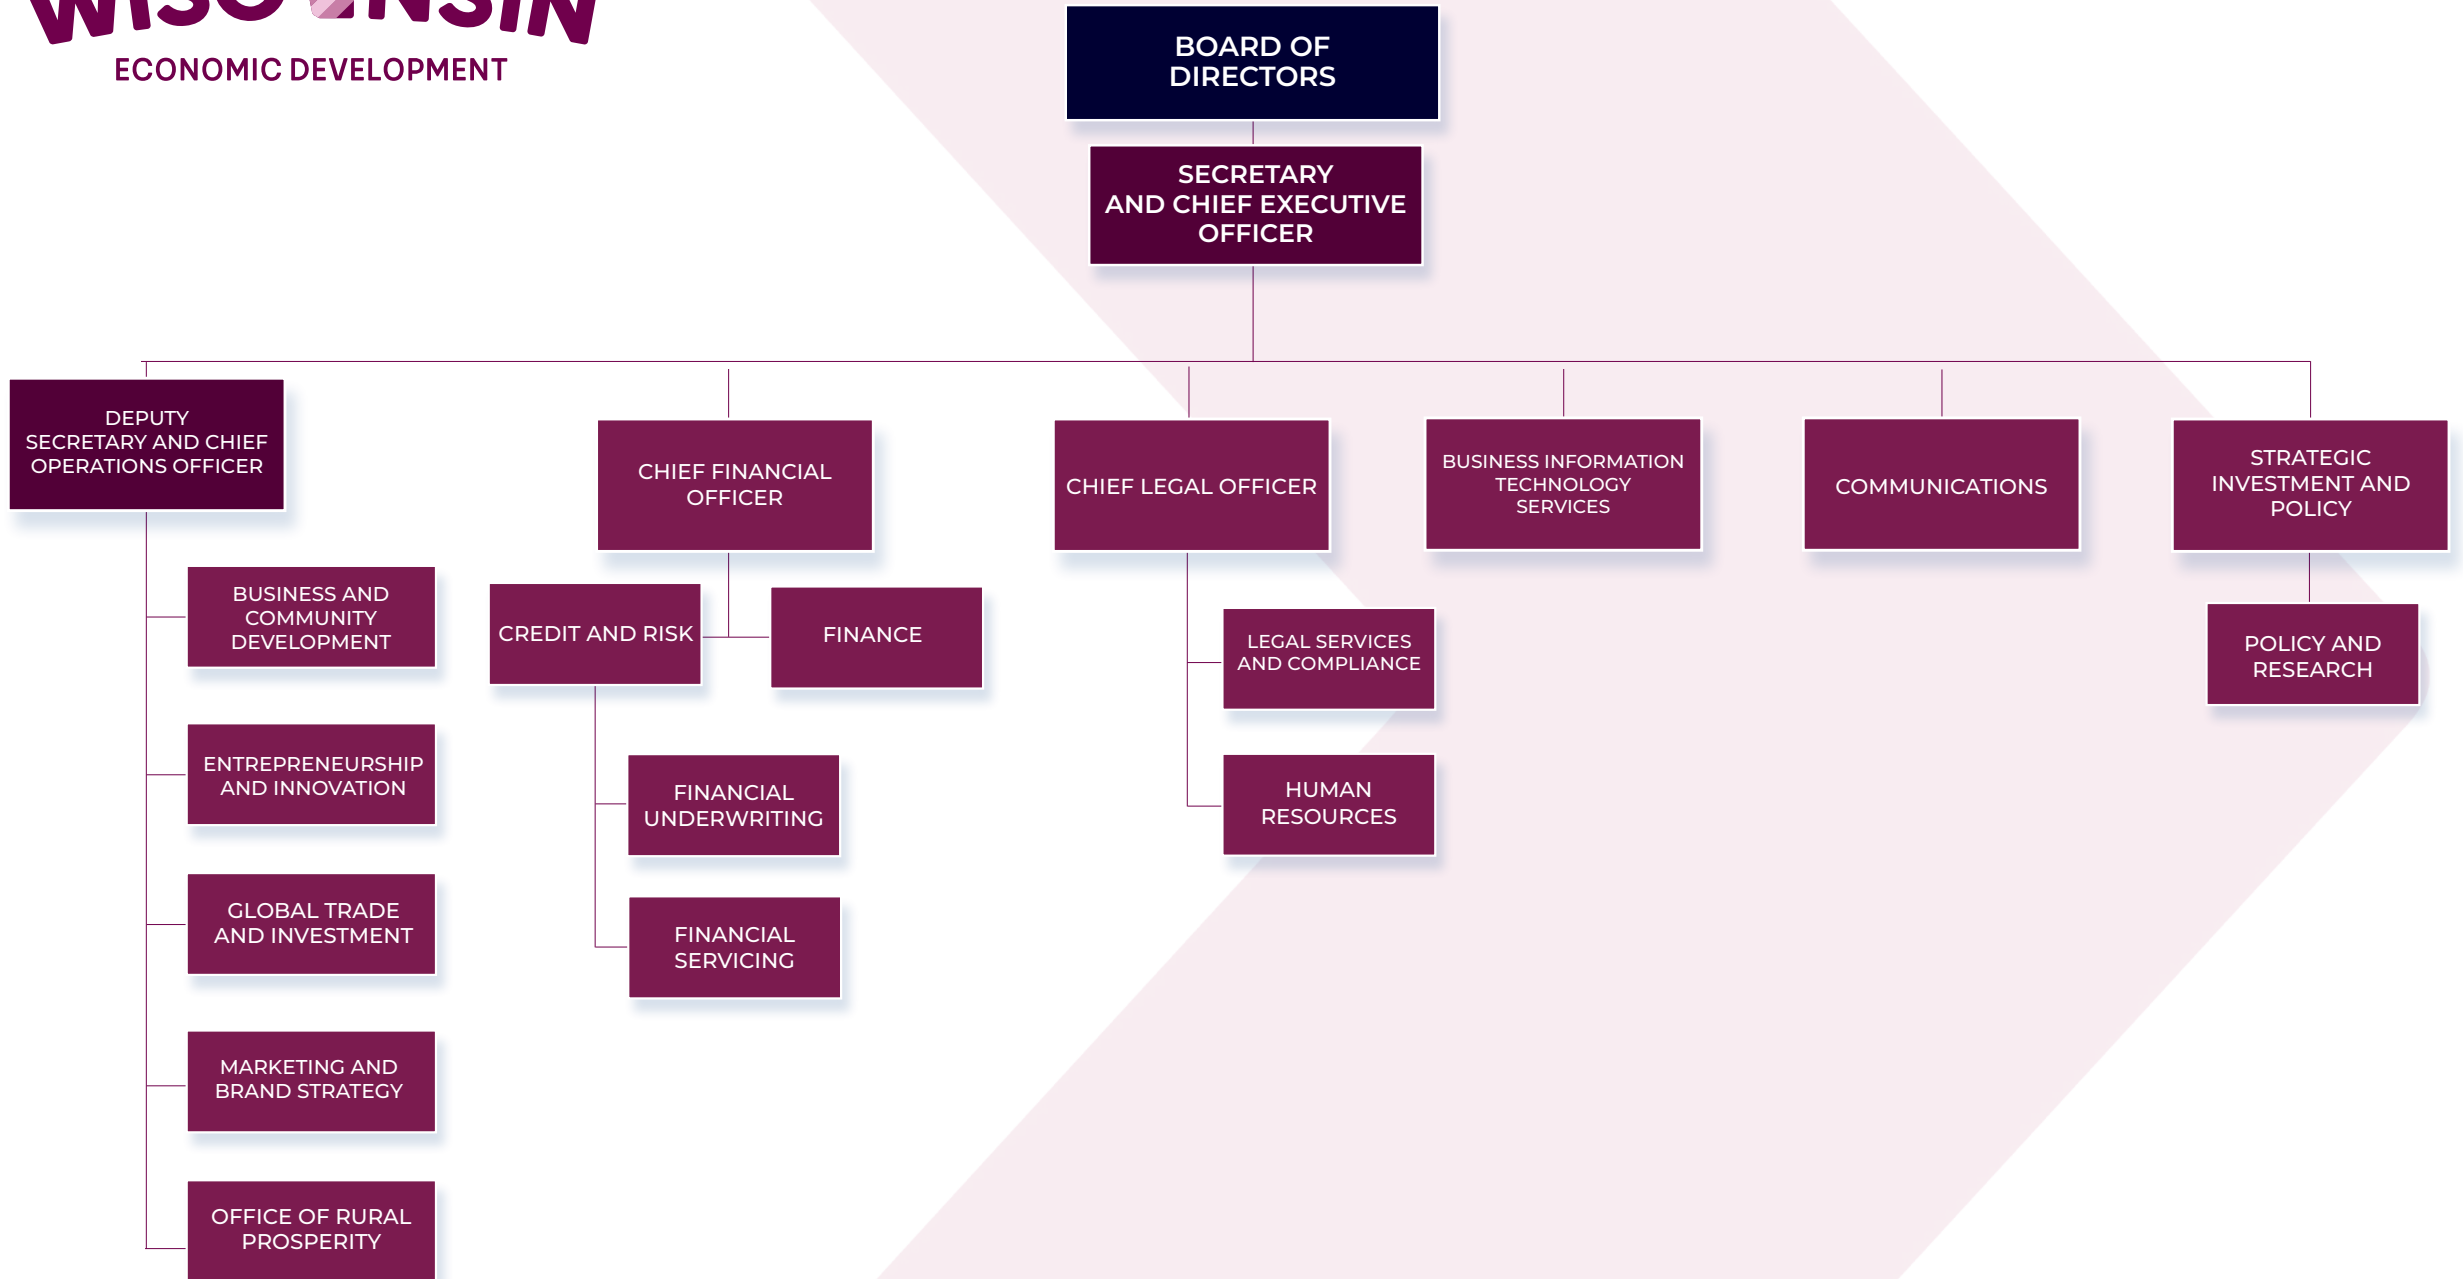 WISCONSIN
ECONOMIC DEVELOPMENT
BOARD OF
DIRECTORS
SECRETARY
AND CHIEF EXECUTIVE
OFFICER
DEPUTY
SECRETARY AND CHIEF
OPERATIONS OFFICER
BUSINESS AND
COMMUNITY
DEVELOPMENT
ENTREPRENEURSHIP
AND INNOVATION
GLOBAL TRADE
AND INVESTMENT
MARKETING AND
BRAND STRATEGY
OFFICE OF RURAL
PROSPERITY
CHIEF FINANCIAL
OFFICER
CREDIT AND RISK
FINANCE
FINANCIAL
UNDERWRITING
FINANCIAL
SERVICING
CHIEF LEGAL OFFICER
LEGAL SERVICES
AND COMPLIANCE
HUMAN
RESOURCES
BUSINESS INFORMATION
TECHNOLOGY
SERVICES
COMMUNICATIONS
STRATEGIC
INVESTMENT AND
POLICY
POLICY AND
RESEARCH